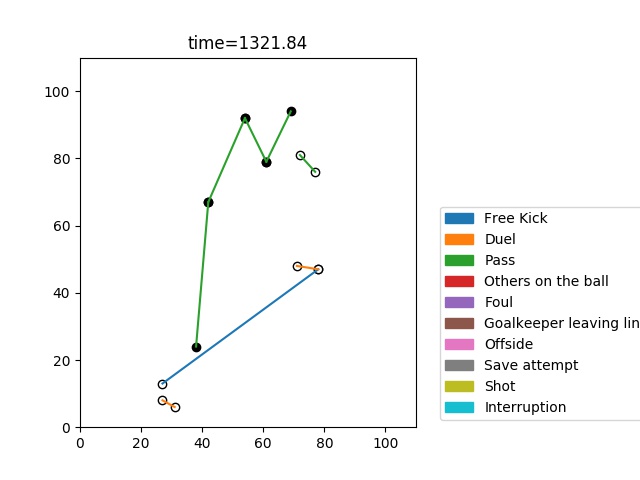 time=1321.84
100
80
60
40
20
0
0 20 40 60 80 100
Free Kick
Duel
Pass
Others on the ball
Foul
Goalkeeper leaving lin
Offside
Save attempt
Shot
Interruption